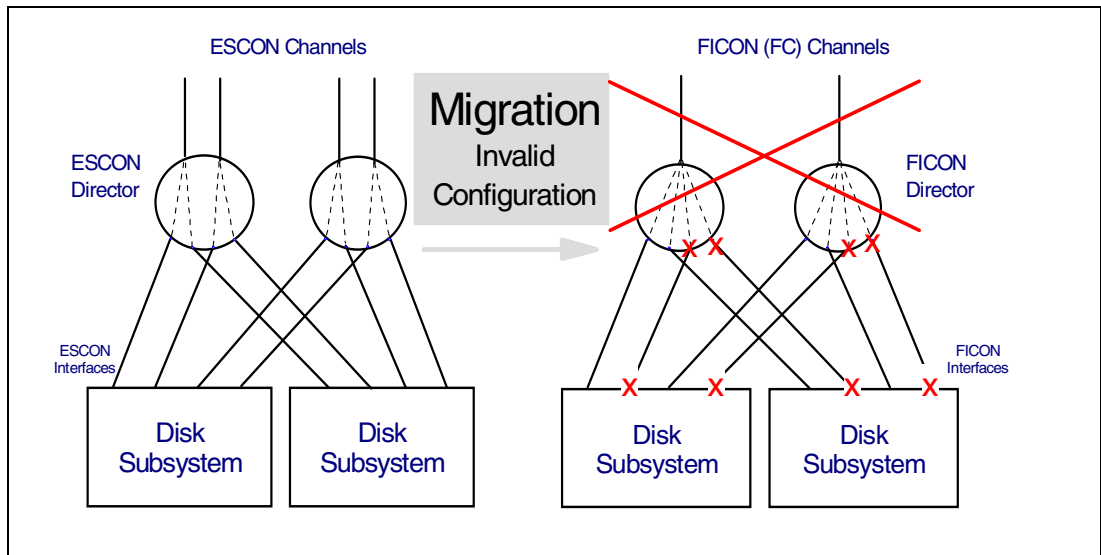 ESCON Channels
FICON (FC) Channels
Migration
Invalid
Configuration
ESCON
Director
FICON
Director
X
X
X
X
ESCON
Interfaces
FICON
Interfaces
X
X
X
X
Disk
Subsystem
Disk
Subsystem
Disk
Subsystem
Disk
Subsystem